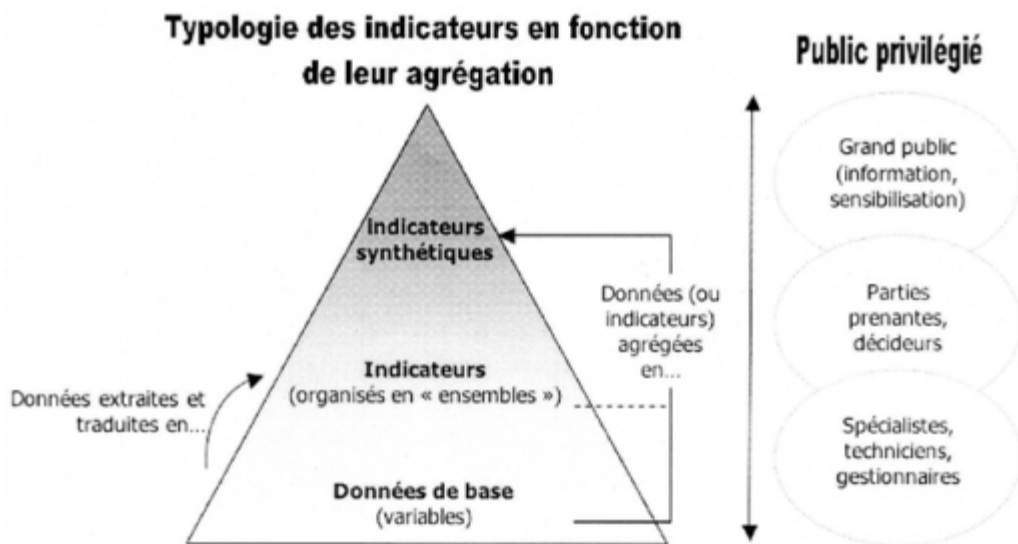 Typologie des indicateurs en fonction
de leur agrégation
Public privilégié
Grand public
(information,
sensibilisation)
Indicateurs
synthétiques
Données (ou
indicateurs)
agrégées
en...
Parties
prenantes,
décideurs
Indicateurs
(organisés en « ensembles »)
Données extraites et
traduites en...
Spécialistes,
techniciens,
gestionnaires
Données de base
(variables)